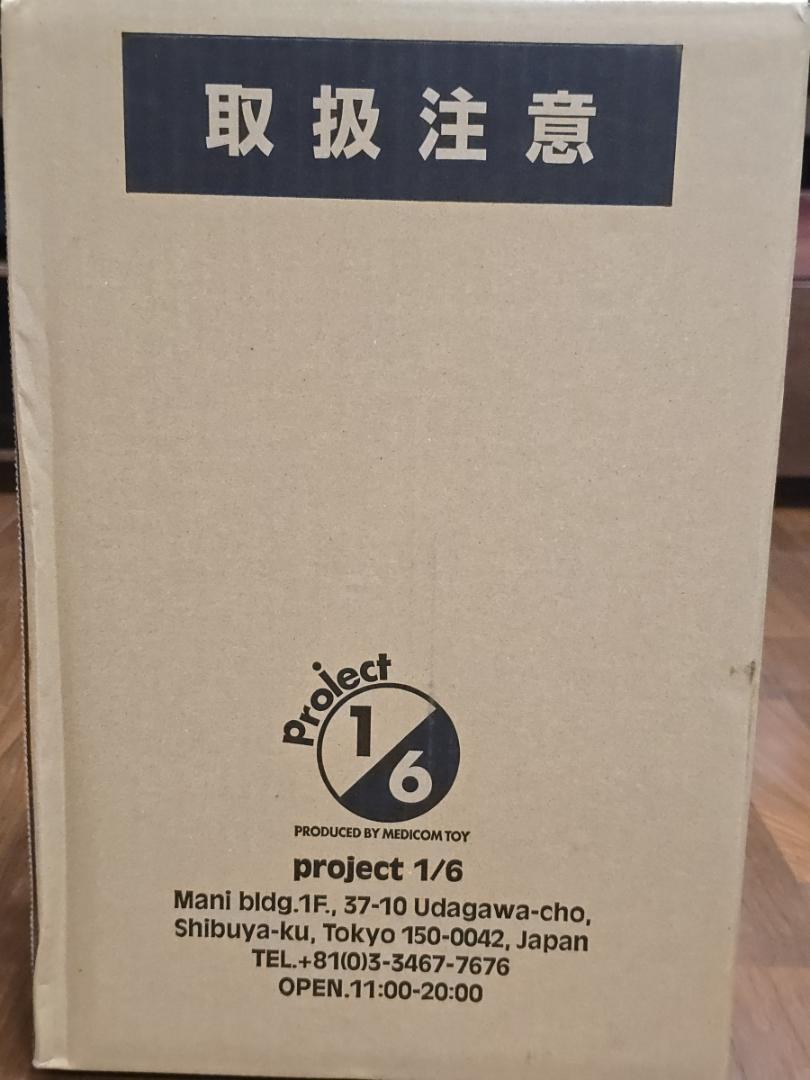 取扱注意
Project
1/6
PRODUCED BY MEDICOM TOY
project 1/6
Mani bldg.1F., 37-10 Udagawa-cho,
Shibuya-ku, Tokyo 150-0042, Japan
TEL.+81(0)3-3467-7676
OPEN.11:00-20:00